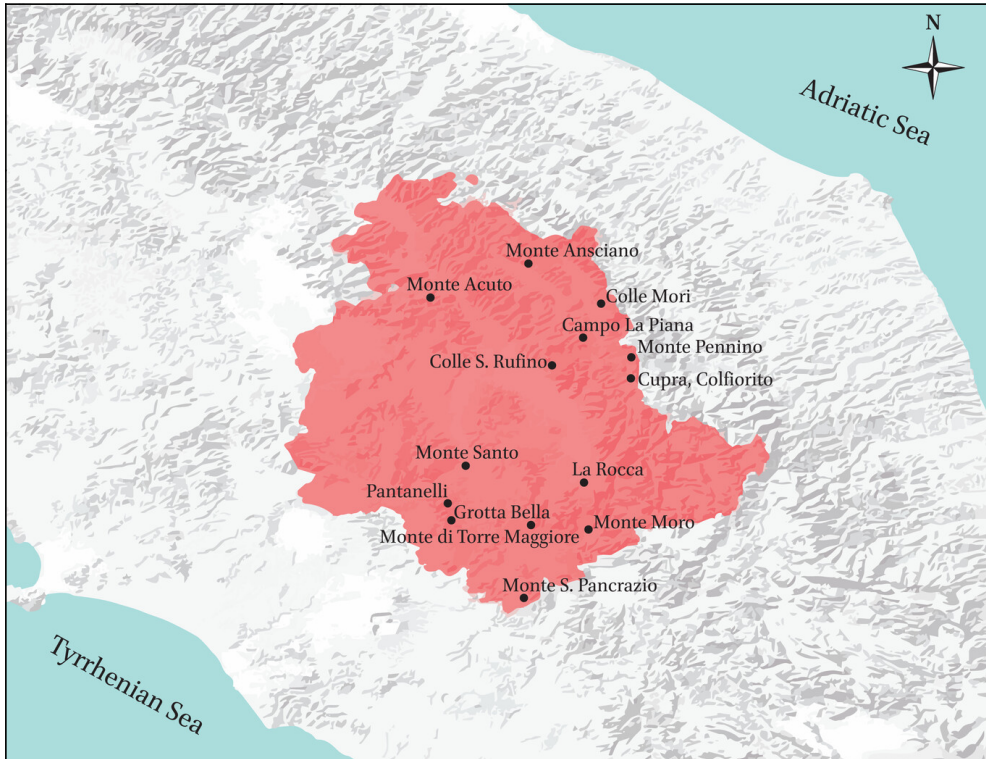 N
Adriatic Sea
Monte Ansciano
Monte Acuto
Colle Mori
Campo La Piana
Monte Pennino
Colle S. Rufino
Cupra, Colfiorito
Monte Santo
La Rocca
Pantanelli
Grotta Bella
Monte Moro
Monte di Torre Maggiore
Monte S. Pancrazio
Tyrrhenian Sea